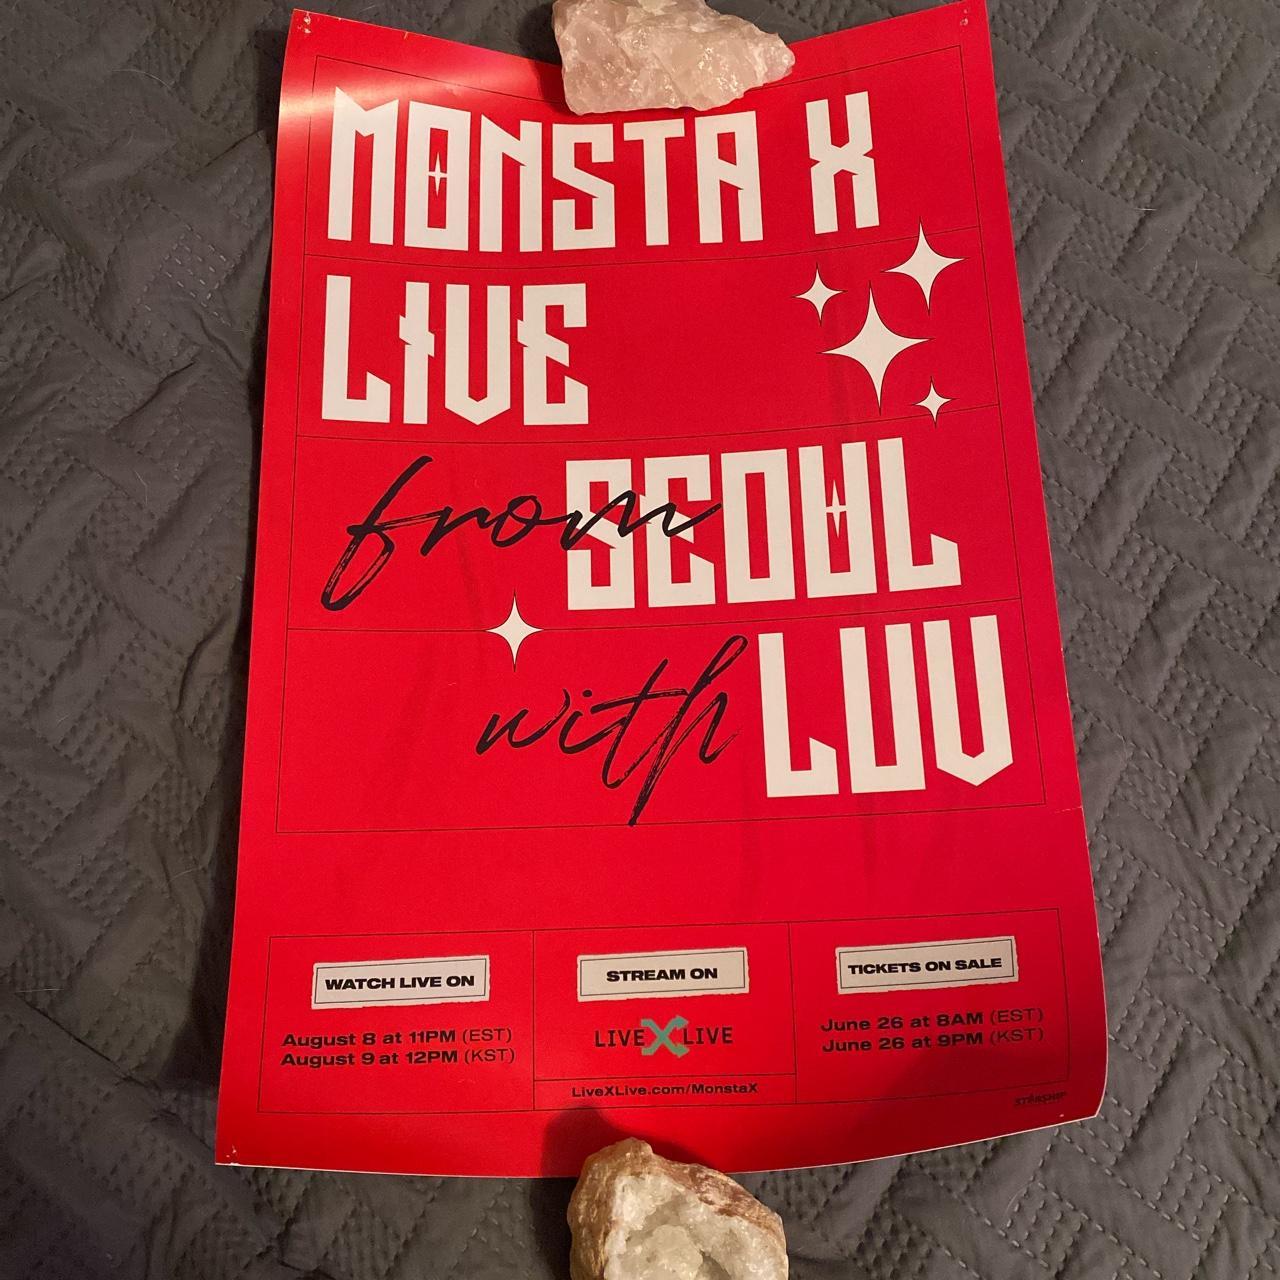 MONSTA X
LIVE
from SEOUL
with LUV
WATCH LIVE ON
August 8 at 11PM (EST)
August 9 at 12PM (KST)
STREAM ON
LIVEXLIVE
LiveXLive.com/MonstaX
TICKETS ON SALE
June 26 at 8AM (EST)
June 26 at 9PM (KST)
STARSHIP